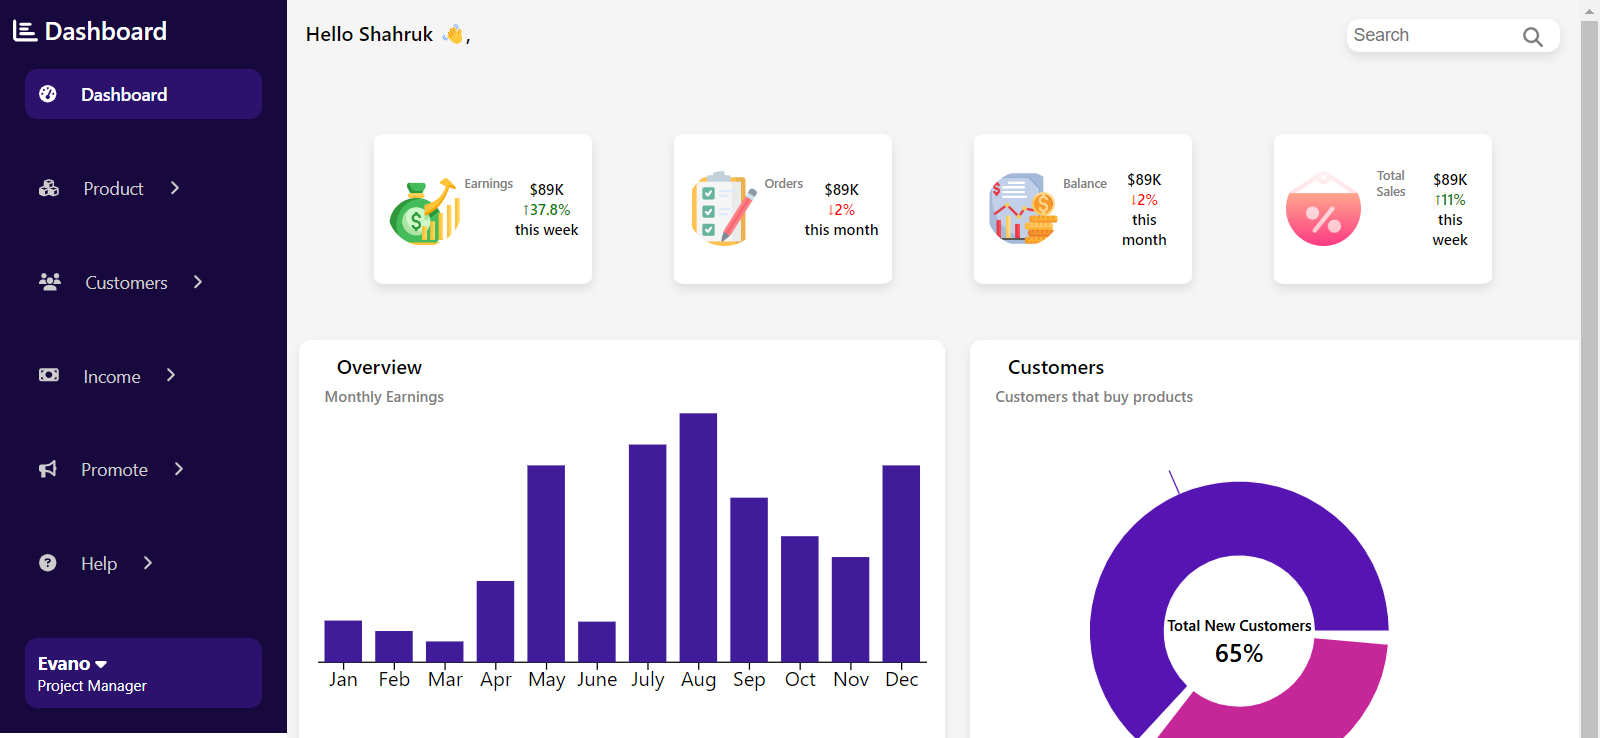 Dashboard
Dashboard
Product
Customers
Income
Promote
Help
Evano
Project Manager
Hello Shahruk 👋,
Search
Earnings
$89K
↑37.8%
this week
Orders
$89K
↓2%
this month
Balance
$89K
↓2%
this
month
Total
Sales
$89K
↑11%
this
week
Overview
Monthly Earnings
Jan Feb Mar Apr May June July Aug Sep Oct Nov Dec
Customers
Customers that buy products
Total New Customers
65%